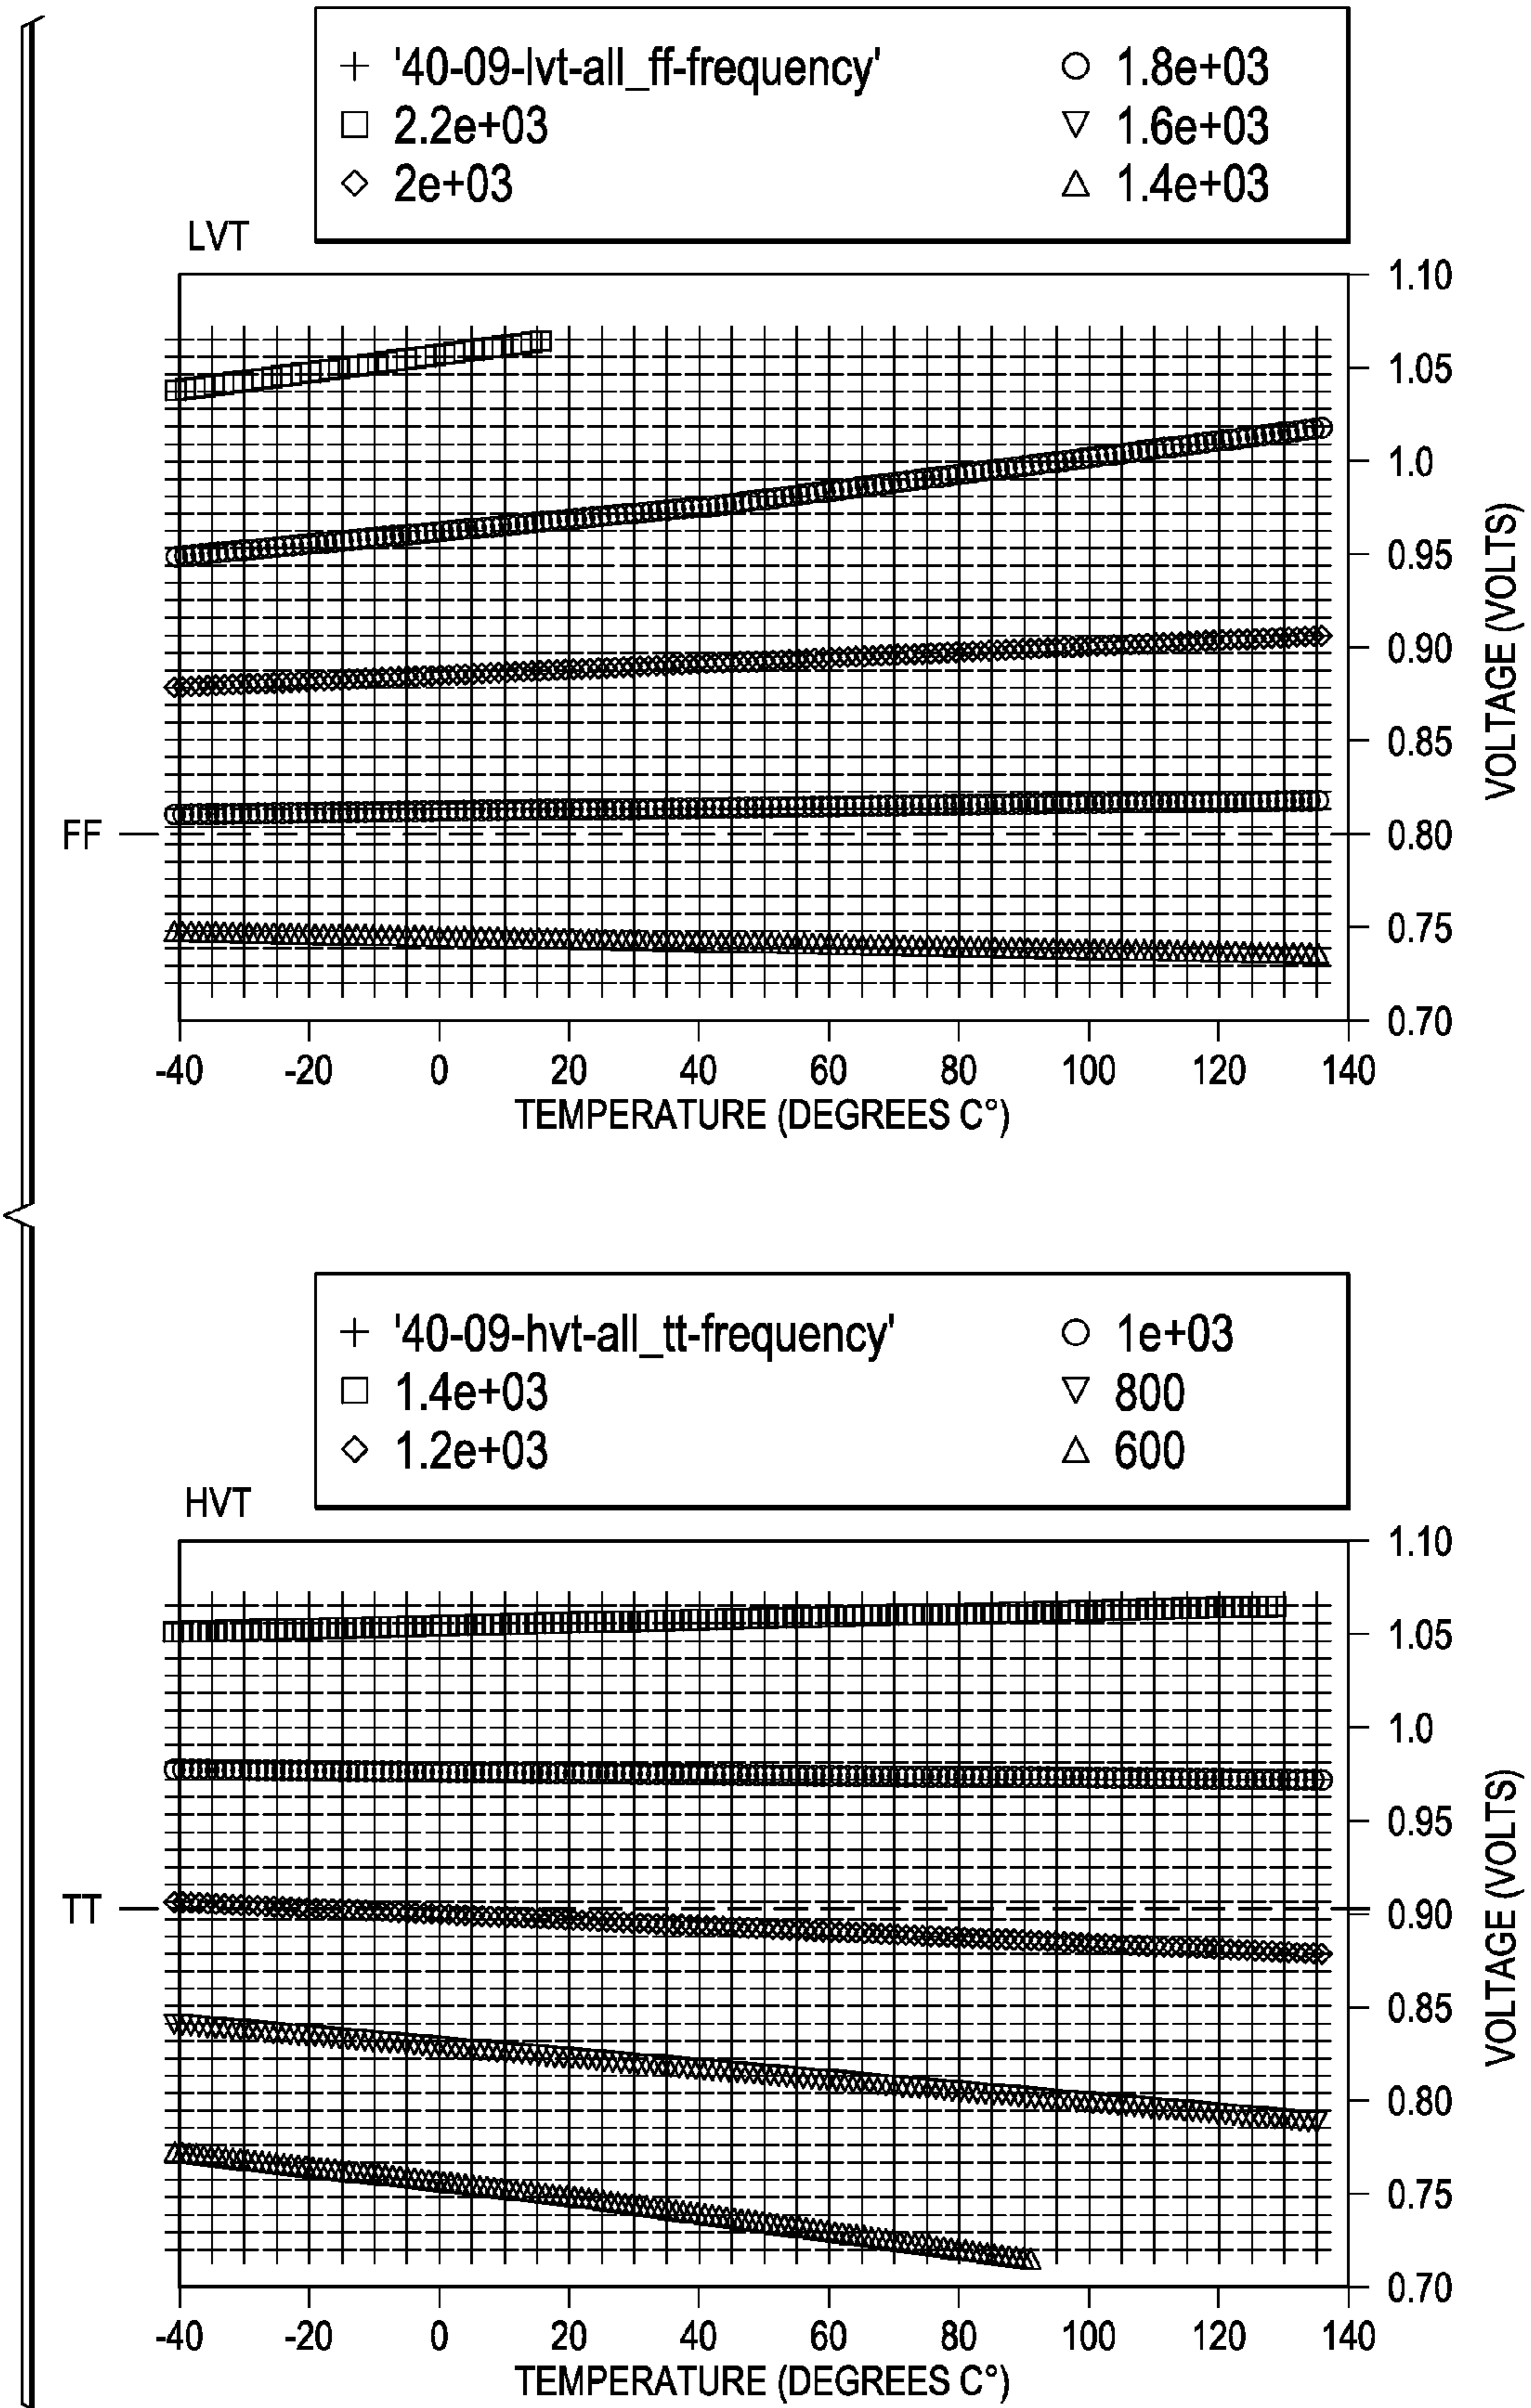 '40-09-lvt-all_ff-frequency'
2.2e+03
2e+03
1.8e+03
1.6e+03
1.4e+03
LVT
1.10
1.05
1.0
0.95
0.90
0.85
0.80
0.75
0.70
VOLTAGE (VOLTS)
FF
-40 -20 0 20 40 60 80 100 120 140
TEMPERATURE (DEGREES C°)
'40-09-hvt-all_tt-frequency'
1.4e+03
1.2e+03
1e+03
800
600
HVT
1.10
1.05
1.0
0.95
0.90
0.85
0.80
0.75
0.70
VOLTAGE (VOLTS)
TT
-40 -20 0 20 40 60 80 100 120 140
TEMPERATURE (DEGREES C°)